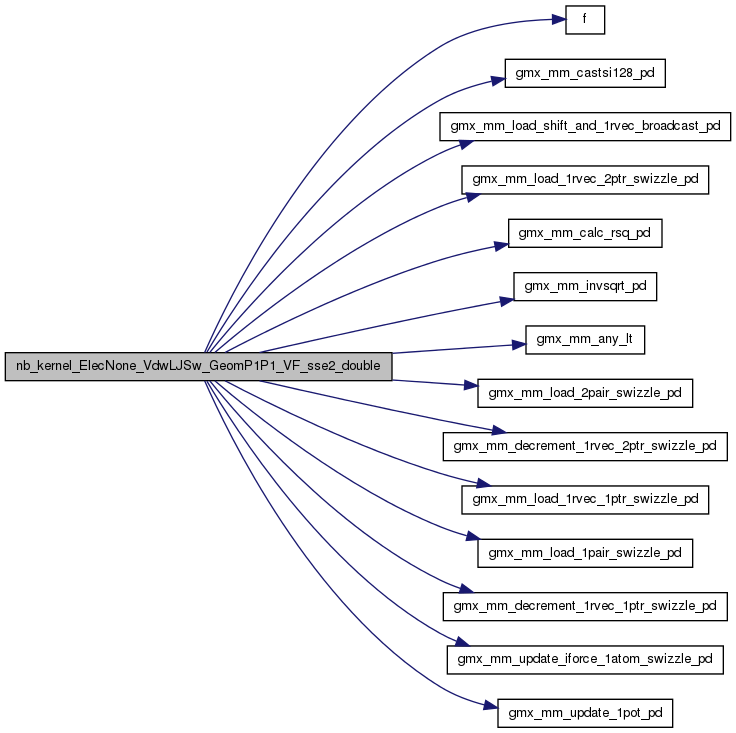 f
gmx_mm_castsi128_pd
gmx_mm_load_shift_and_1rvec_broadcast_pd
gmx_mm_load_1rvec_2ptr_swizzle_pd
gmx_mm_calc_rsq_pd
gmx_mm_invsqrt_pd
gmx_mm_any_lt
nb_kernel_ElecNone_VdwLJSw_GeomP1P1_VF_sse2_double
gmx_mm_load_2pair_swizzle_pd
gmx_mm_decrement_1rvec_2ptr_swizzle_pd
gmx_mm_load_1rvec_1ptr_swizzle_pd
gmx_mm_load_1pair_swizzle_pd
gmx_mm_decrement_1rvec_1ptr_swizzle_pd
gmx_mm_update_iforce_1atom_swizzle_pd
gmx_mm_update_1pot_pd